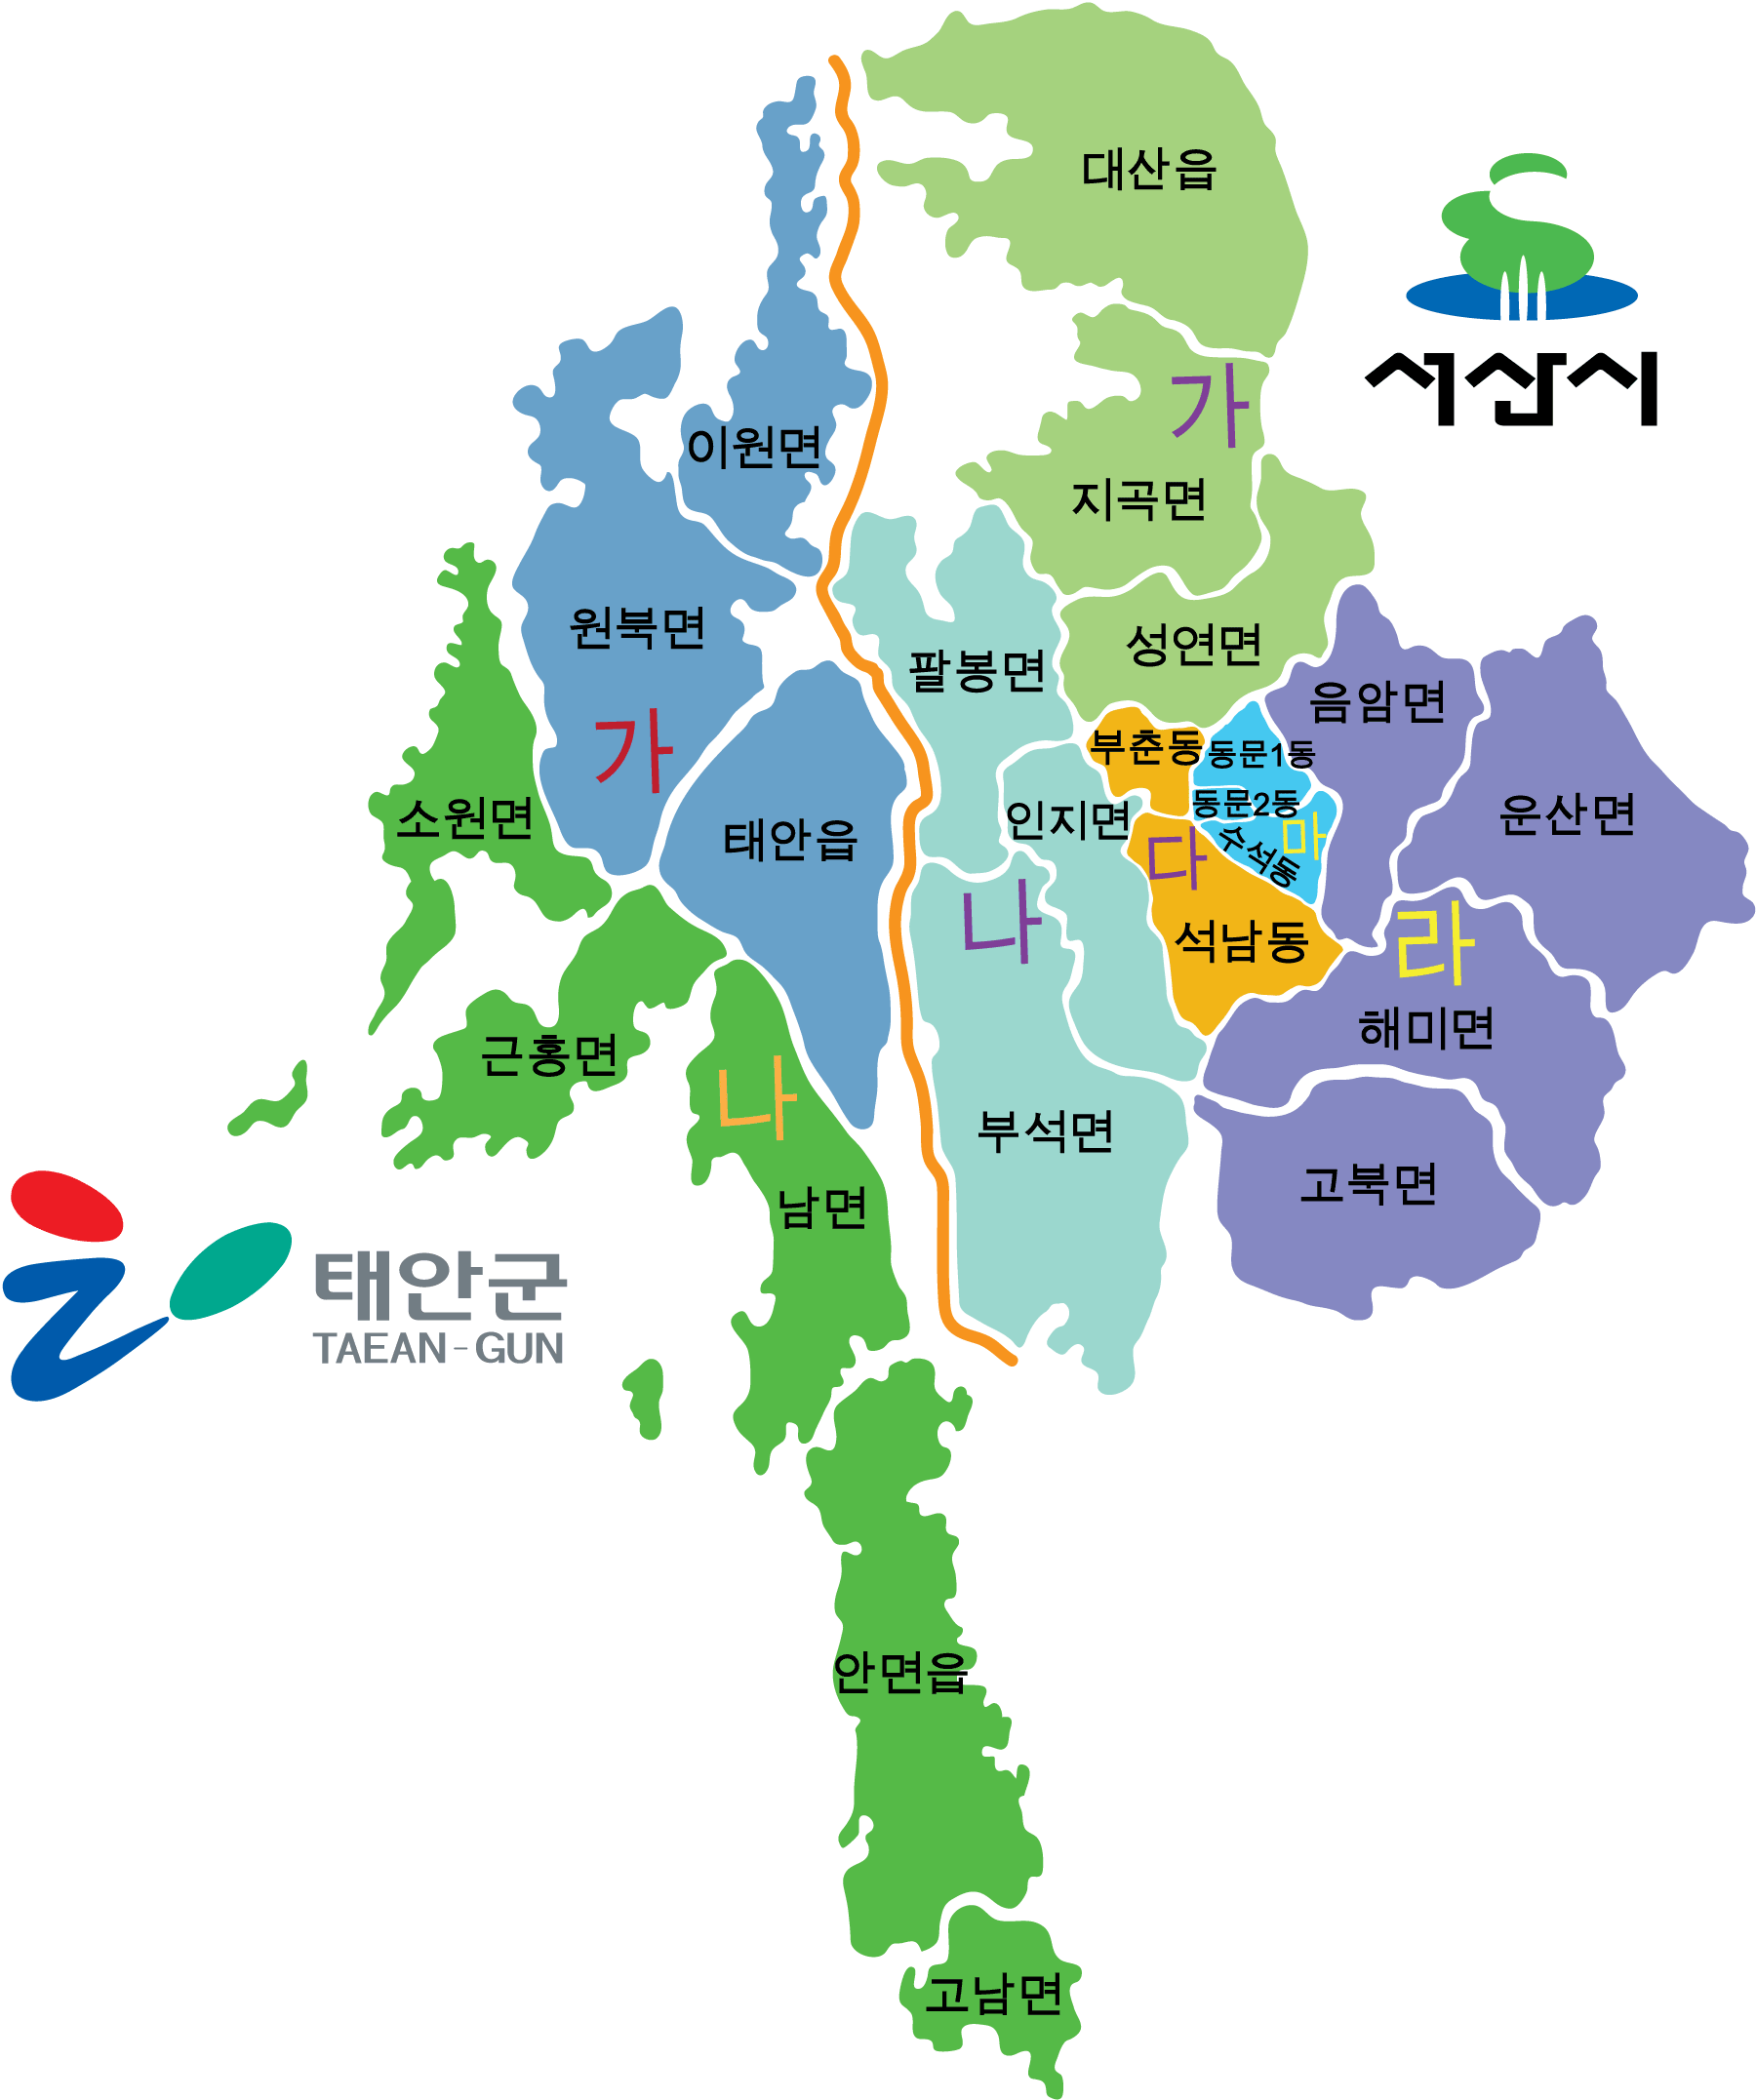 대산읍
서산시
가
이원면
지곡면
원북면
성연면
팔봉면
음암면
가
부춘동
동문1동
소원면
태안읍
인지면
동문2동
운산면
마
수석동
다
나
석남동
라
해미면
근흥면
나
부석면
고북면
남면
태안군
TAEAN-GUN
안면읍
고남면